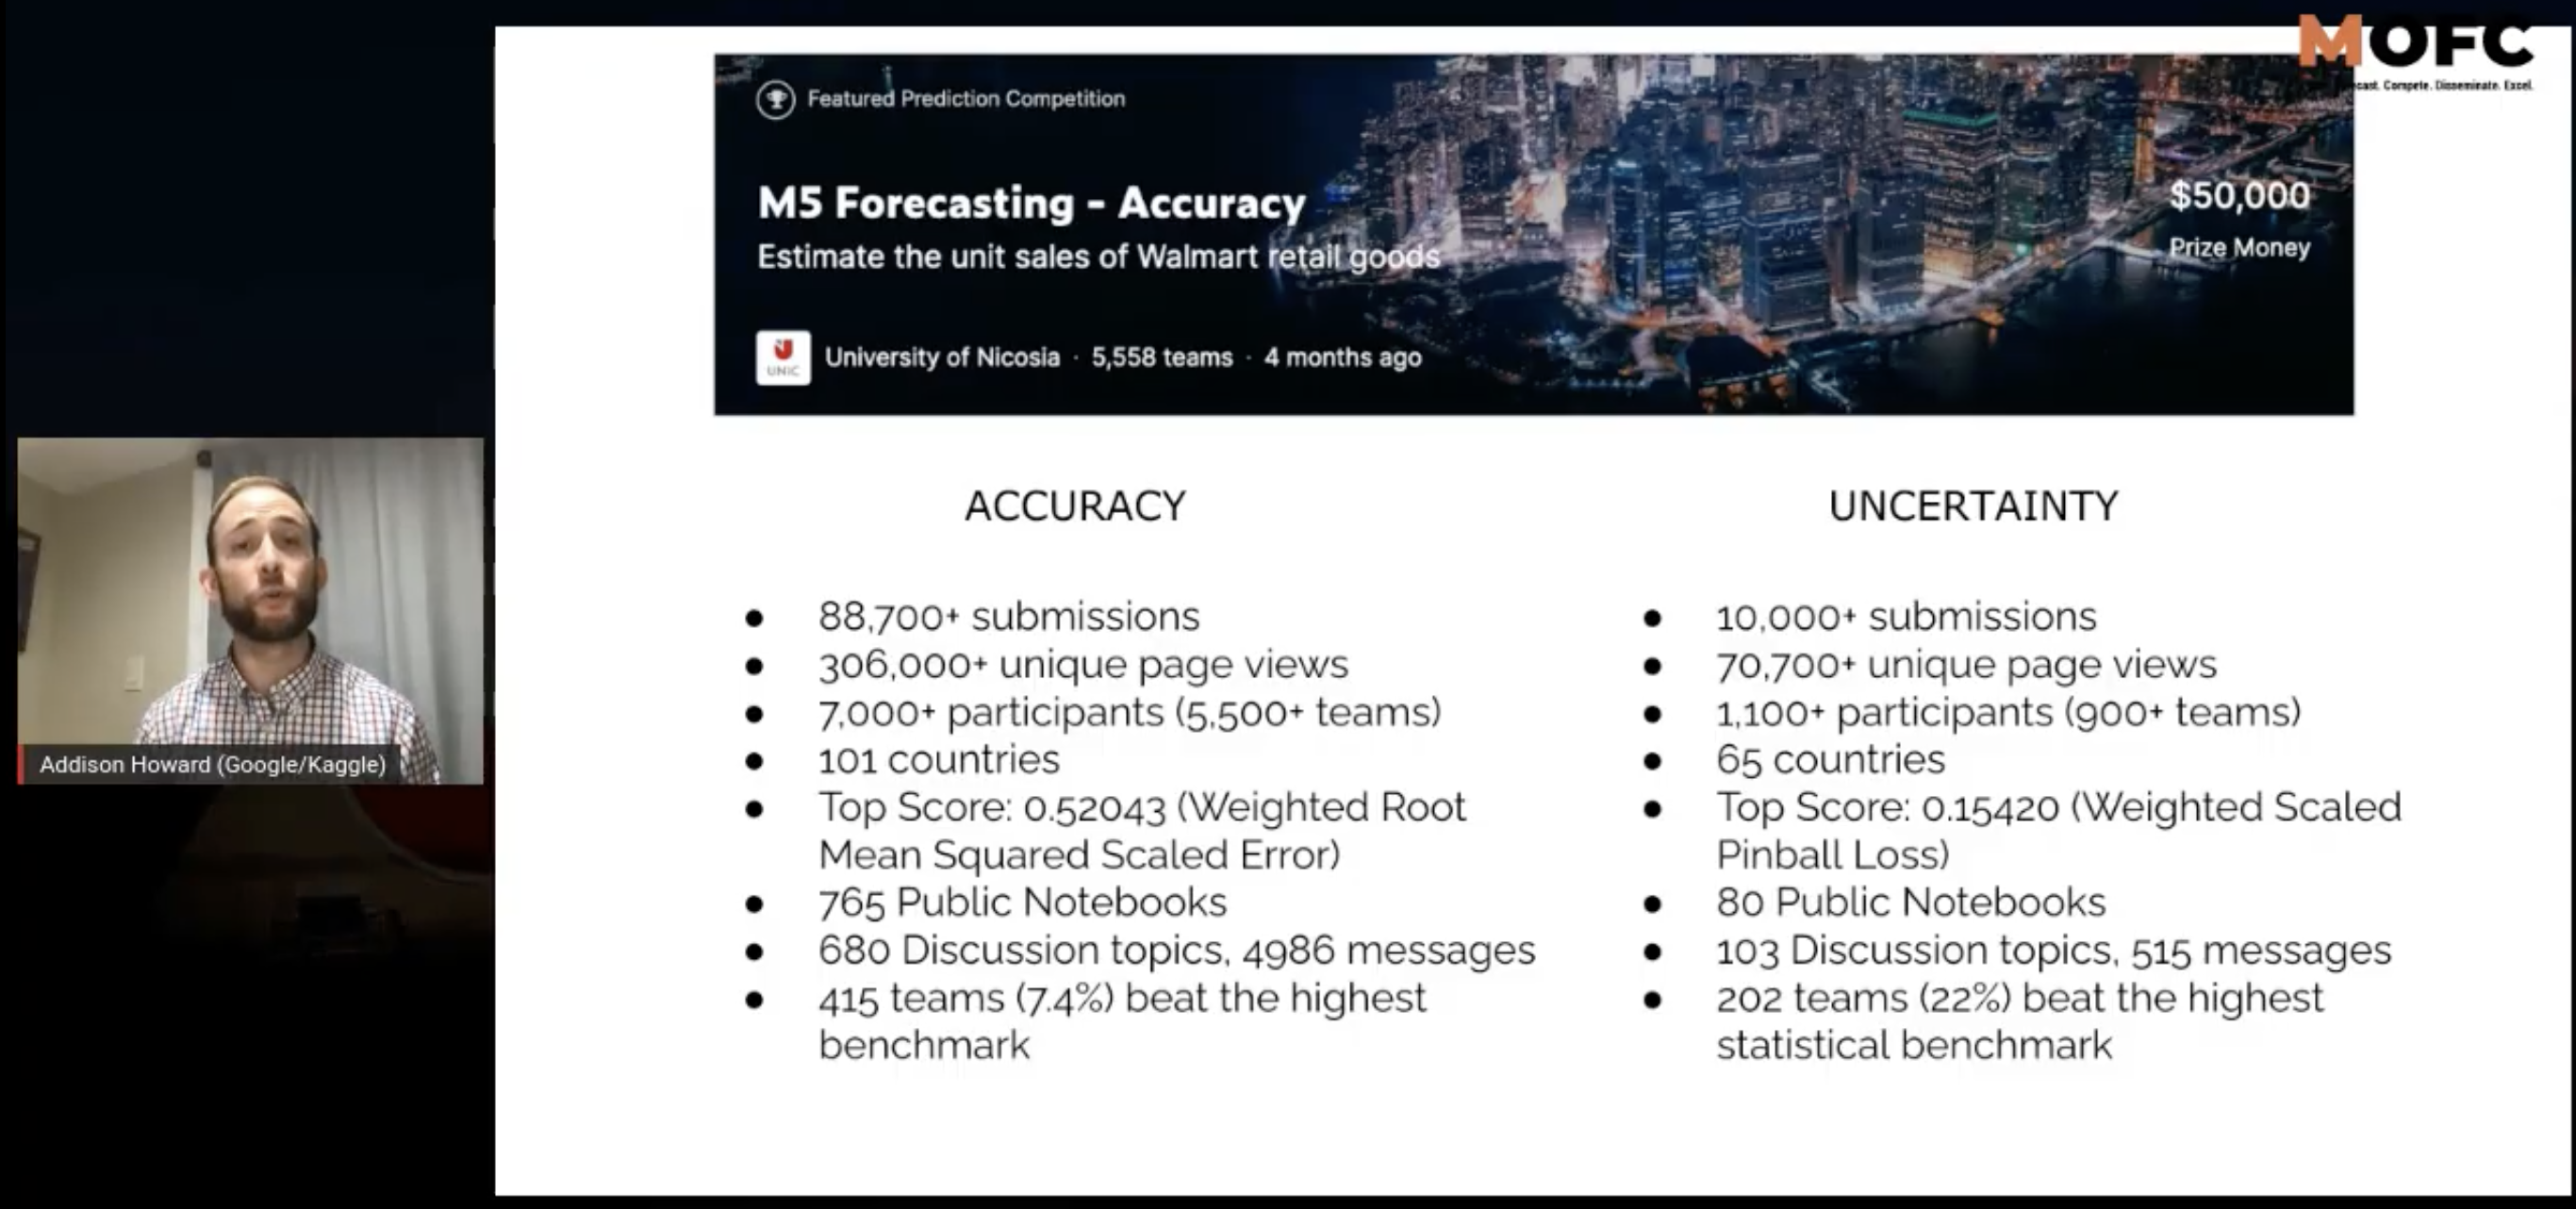 MOFC
cast. Compete. Disseminate. Excel.
Featured Prediction Competition
M5 Forecasting - Accuracy
Estimate the unit sales of Walmart retail goods
$50,000
Prize Money
UNIC
University of Nicosia · 5,558 teams · 4 months ago
ACCURACY
● 88,700+ submissions
● 306,000+ unique page views
● 7,000+ participants (5,500+ teams)
● 101 countries
● Top Score: 0.52043 (Weighted Root
Mean Squared Scaled Error)
● 765 Public Notebooks
● 680 Discussion topics, 4986 messages
● 415 teams (7.4%) beat the highest
benchmark
UNCERTAINTY
● 10,000+ submissions
● 70,700+ unique page views
● 1,100+ participants (900+ teams)
● 65 countries
● Top Score: 0.15420 (Weighted Scaled
Pinball Loss)
● 80 Public Notebooks
● 103 Discussion topics, 515 messages
● 202 teams (22%) beat the highest
statistical benchmark
Addison Howard (Google/Kaggle)